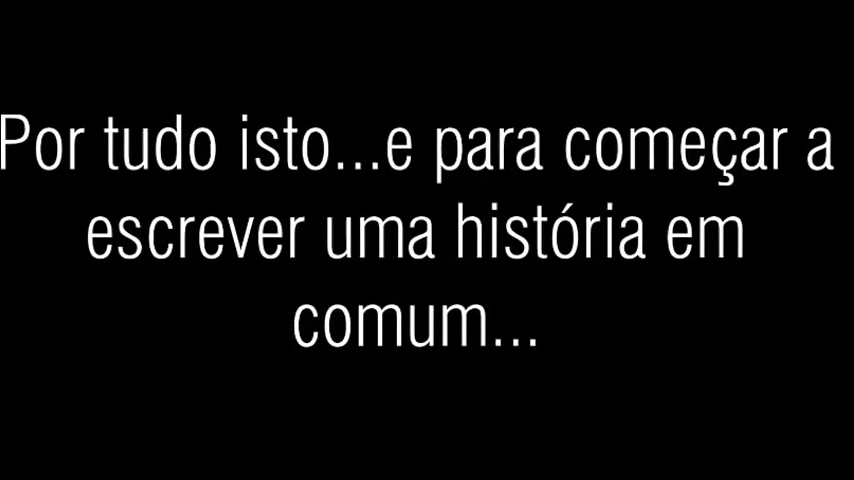 Por tudo isto...e para começar a
escrever uma história em
comum...